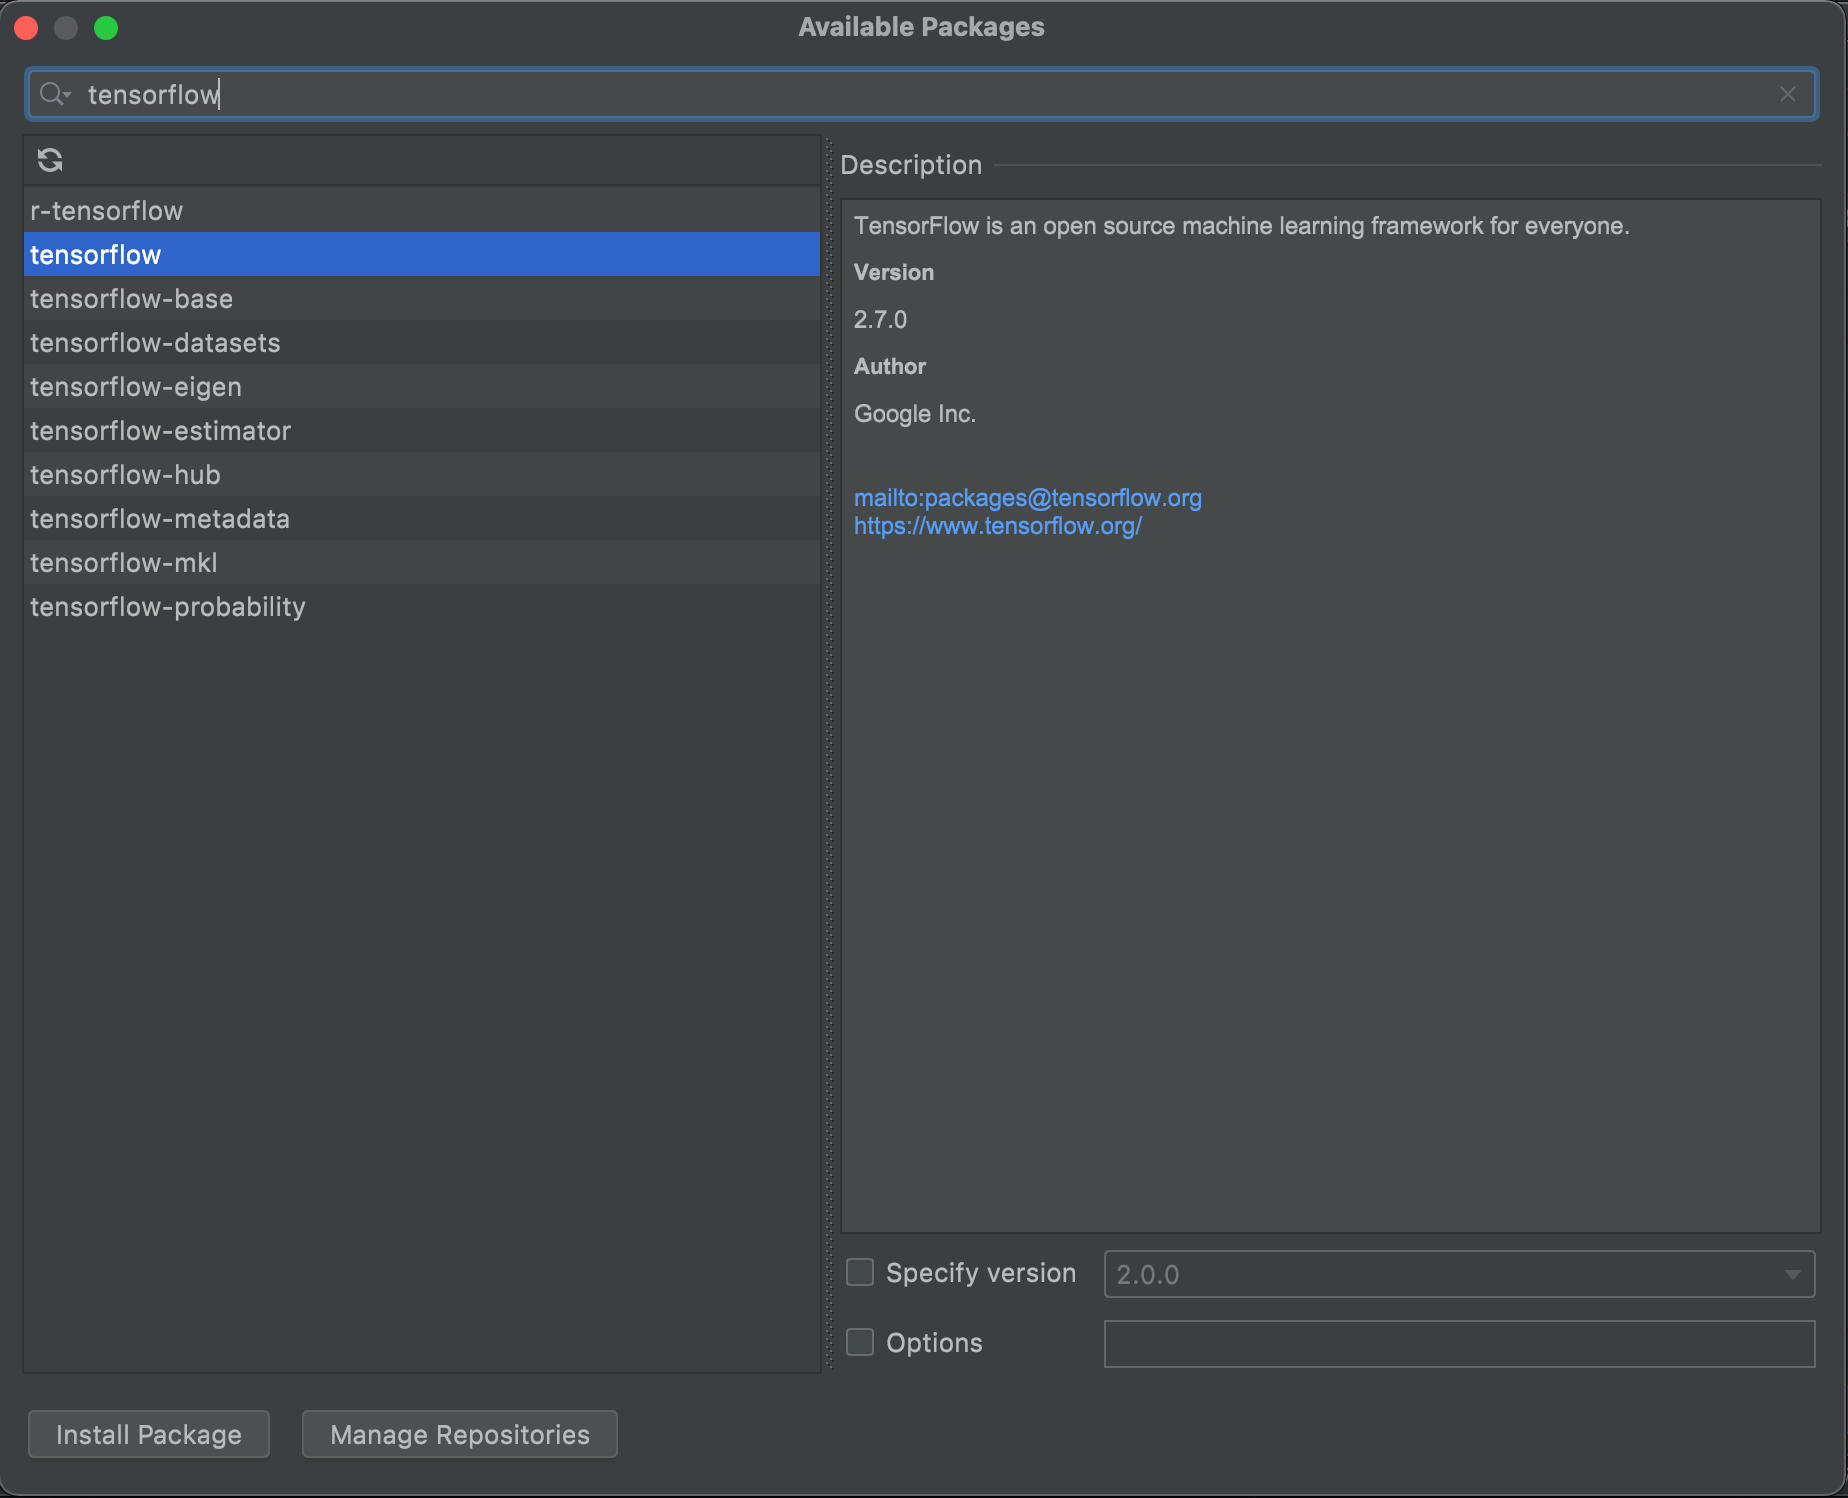 Available Packages
tensorflow
r-tensorflow
tensorflow
tensorflow-base
tensorflow-datasets
tensorflow-eigen
tensorflow-estimator
tensorflow-hub
tensorflow-metadata
tensorflow-mkl
tensorflow-probability
Description
TensorFlow is an open source machine learning framework for everyone.
Version
2.7.0
Author
Google Inc.
mailto:packages@tensorflow.org
https://www.tensorflow.org/
Specify version 2.0.0
Options
Install Package Manage Repositories